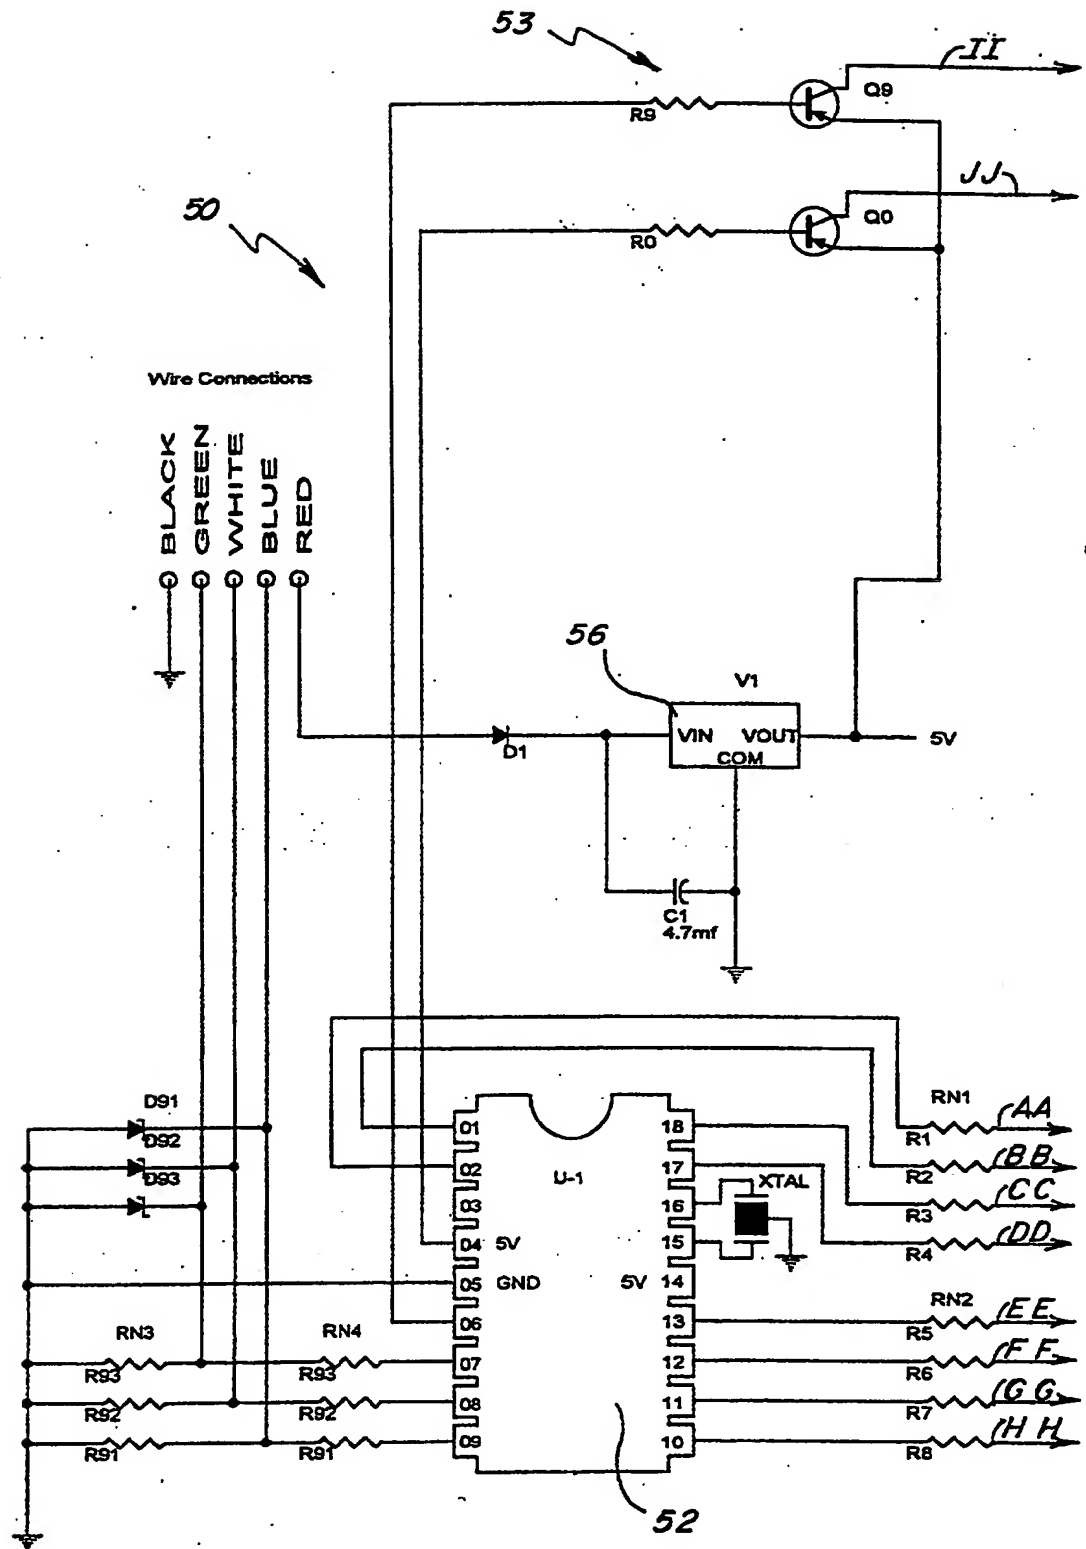 53
II
Q9
R9
JJ
50
Q0
R0
Wire Connections
BLACK
GREEN
WHITE
BLUE
RED
56
V1
VIN VOUT
COM
5V
D1
C1
4.7mf
D91
D92
D93
RN1
AA
R1
BB
R2
CC
R3
DD
R4
RN2
EE
R5
FF
R6
GG
R7
HH
R8
U-1
XTAL
01 18
02 17
03 16
04 5V 15
05 GND 5V 14
06 13
07 12
08 11
09 10
RN3 RN4
R93 R93
R92 R92
R91 R91
52